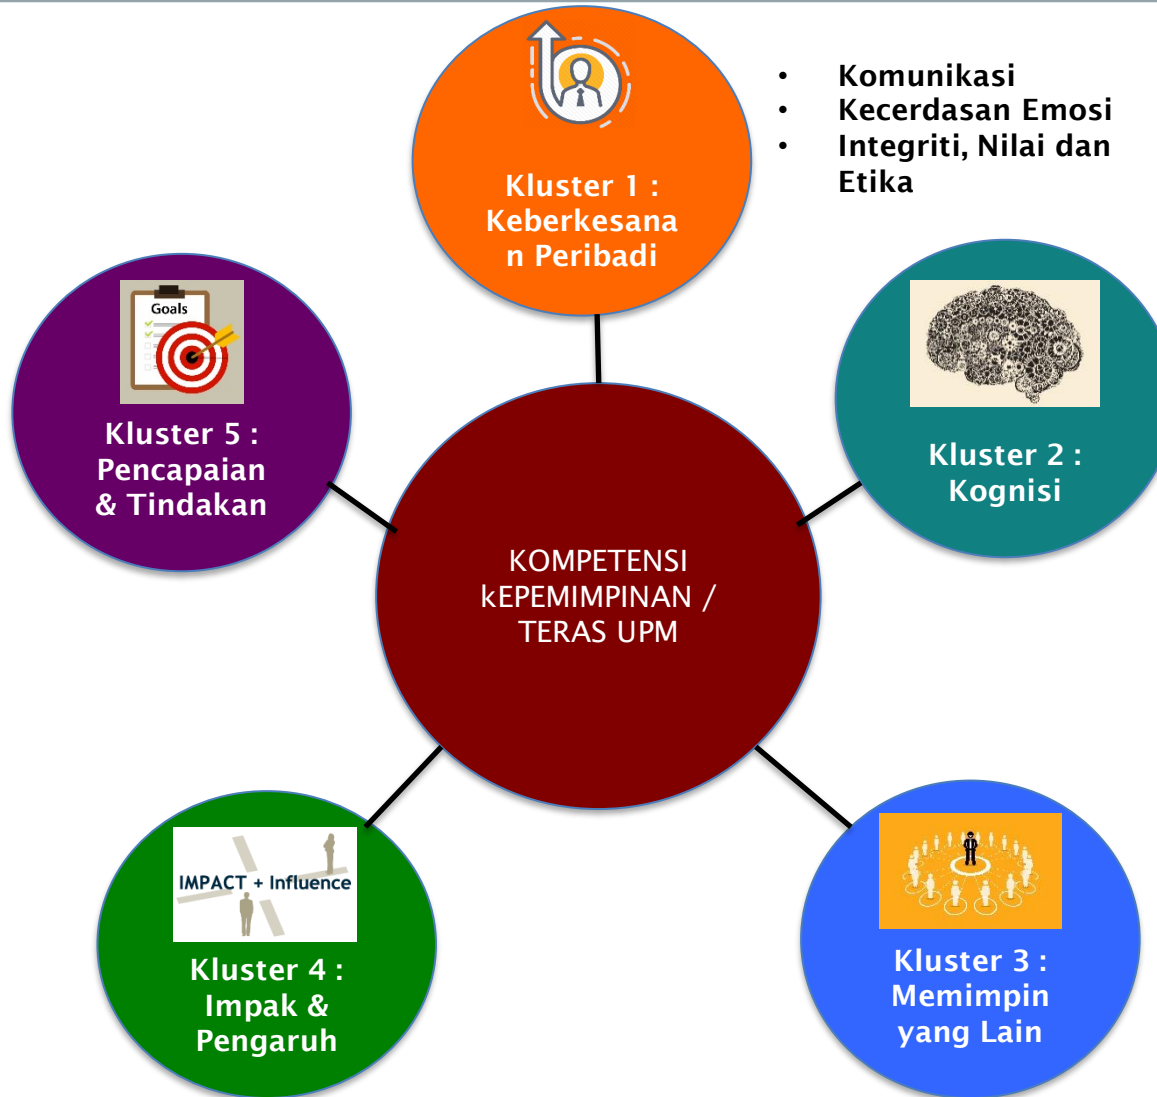 Kluster 1 :
Keberkesana
n Peribadi
• Komunikasi
• Kecerdasan Emosi
• Integriti, Nilai dan
Etika
Goals
Kluster 5 :
Pencapaian
& Tindakan
Kluster 2 :
Kognisi
KOMPETENSI
kEPEMIMPINAN /
TERAS UPM
IMPACT + Influence
Kluster 4 :
Impak &
Pengaruh
Kluster 3 :
Memimpin
yang Lain